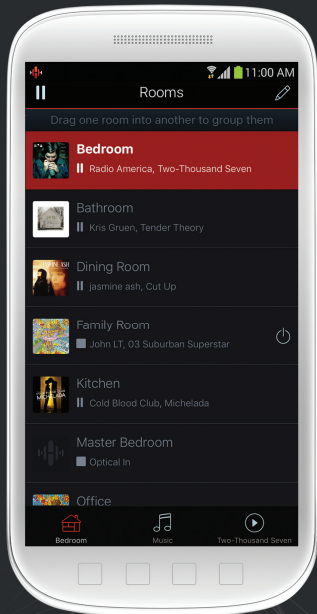 11:00 AM
Rooms
Drag one room into another to group them
Bedroom
Radio America, Two-Thousand Seven
Bathroom
Kris Gruen, Tender Theory
Dining Room
jasmine ash, Cut Up
Family Room
John LT, 03 Suburban Superstar
Kitchen
Cold Blood Club, Michelada
Master Bedroom
Optical In
Office
Bedroom
Music
Two-Thousand Seven